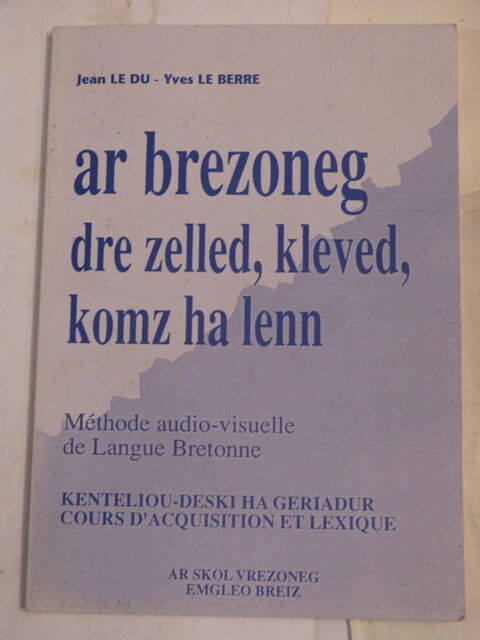 Jean LE DU - Yves LE BERRE
ar brezoneg
dre zelled, kleved,
komz ha lenn
Méthode audio-visuelle
de Langue Bretonne
KENTELIOU-DESKI HA GERIADUR
COURS D'ACQUISITION ET LEXIQUE
AR SKOL VREZONEG
EMGLEO BREIZ